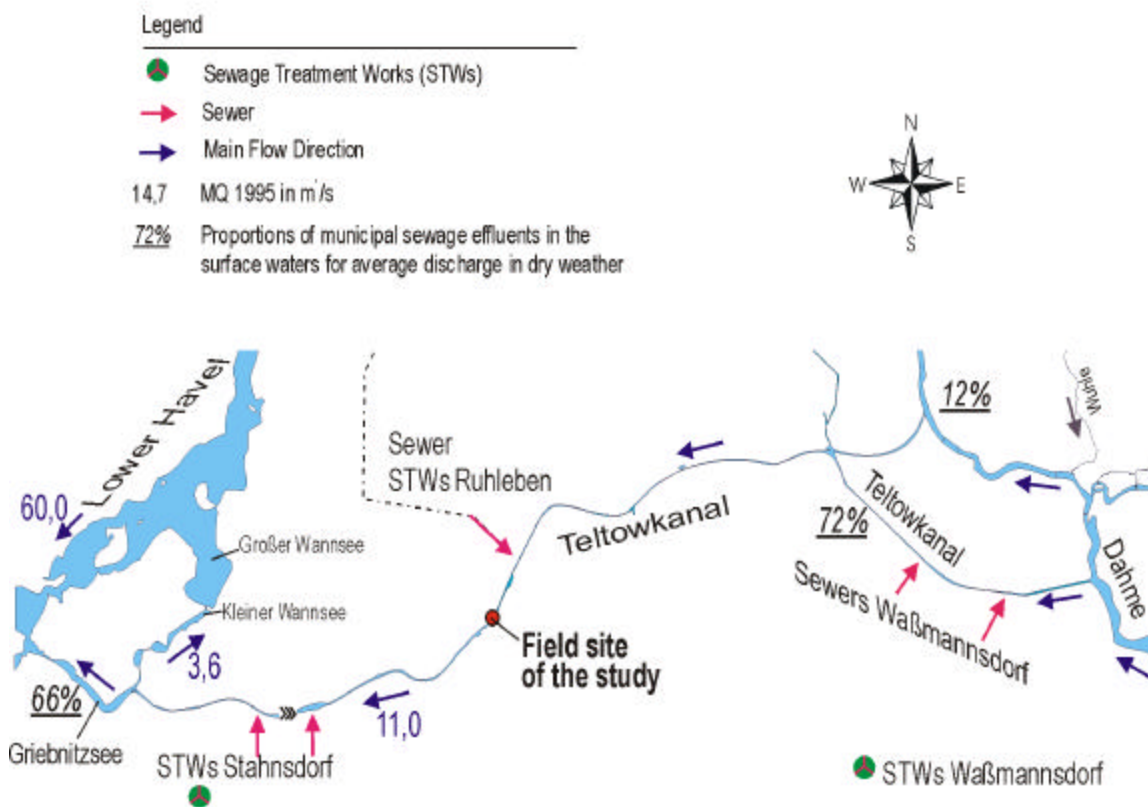 Legend
Sewage Treatment Works (STWs)
Sewer
Main Flow Direction
14,7 MQ 1995 in m³/s
72% Proportions of municipal sewage effluents in the
surface waters for average discharge in dry weather
N
W E
S
Lower Havel
60,0
Großer Wannsee
Kleiner Wannsee
3,6
66%
Griebnitzsee
STWs Stahnsdorf
Sewer
STWs Ruhleben
Teltowkanal
Field site
of the study
11,0
12%
Wuhle
Teltowkanal
72%
Sewers Waßmannsdorf
Dahme
STWs Waßmannsdorf